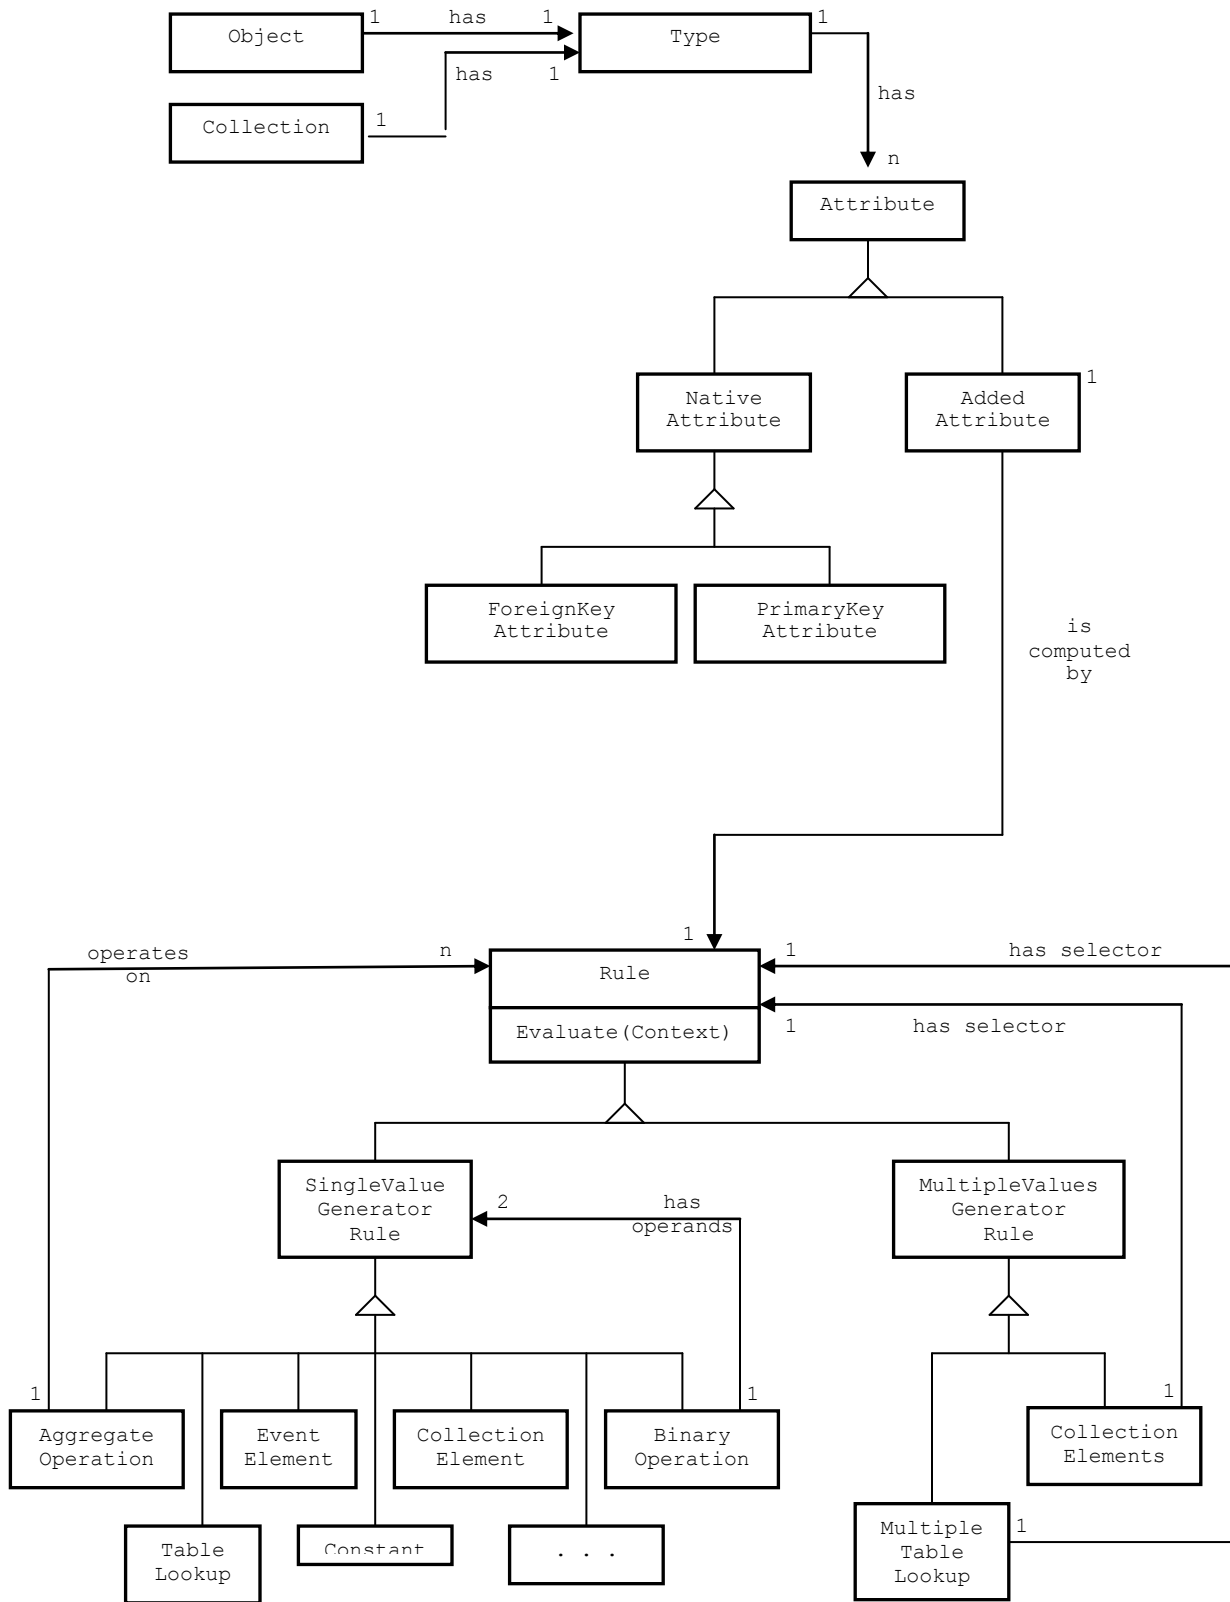 1 has 1
Object
Type
1
has 1
1
Collection
has
n
Attribute
Native
Attribute
Added
Attribute
1
ForeignKey
Attribute
PrimaryKey
Attribute
is
computed
by
1
operates
on
n
Rule
1
has selector
Evaluate(Context)
1
has selector
SingleValue
Generator
Rule
2
has
operands
MultipleValues
Generator
Rule
1
Aggregate
Operation
Event
Element
Collection
Element
1
Binary
Operation
1
Collection
Elements
Table
Lookup
Constant
. . .
Multiple
Table
Lookup
1